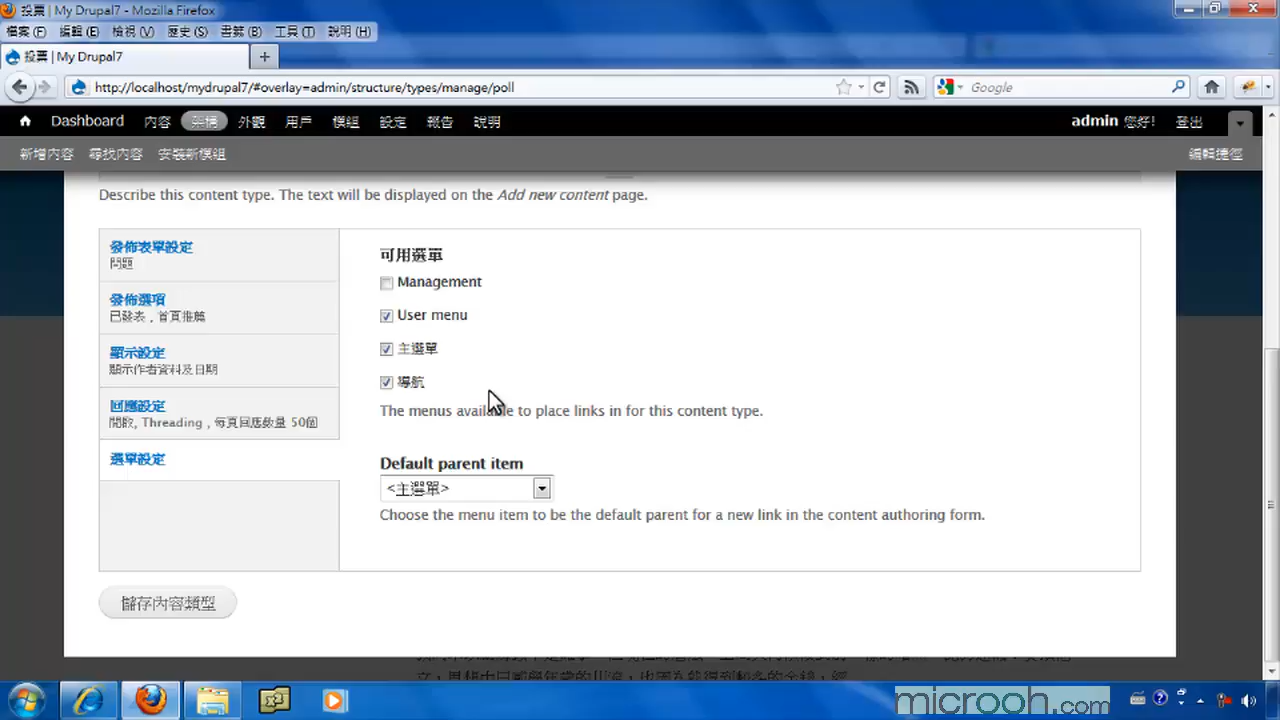 投票 | My Drupal7 - Mozilla Firefox
檔案(F) 編輯(E) 檢視(V) 歷史(S) 書籤(B) 工具(T) 說明(H)
投票 | My Drupal7
http://localhost/mydrupal7/#overlay=admin/structure/types/manage/poll
Google
Dashboard 內容 架構 外觀 用戶 模組 設定 報告 說明 admin 您好! 登出
新增內容 尋找內容 安裝新模組 編輯捷徑
Describe this content type. The text will be displayed on the Add new content page.
發佈表單設定
問題
發佈選項
已發表, 首頁推薦
顯示設定
顯示作者資料及日期
回應設定
開啟, Threading , 每頁回應數量 50個
選單設定
可用選單
Management
User menu
主選單
導航
The menus available to place links in for this content type.
Default parent item
<主選單>
Choose the menu item to be the default parent for a new link in the content authoring form.
儲存內容類型
microoh.com